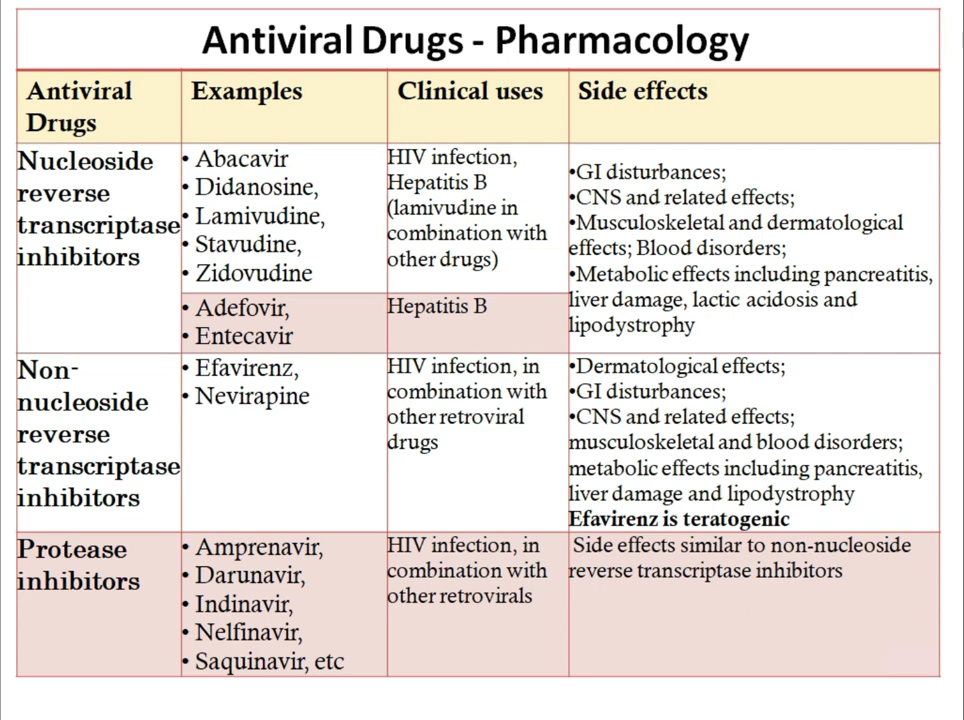 Antiviral Drugs - Pharmacology
Antiviral
Drugs
Examples
Clinical uses
Side effects
Nucleoside
reverse
transcriptase
inhibitors
• Abacavir
• Didanosine,
• Lamivudine,
• Stavudine,
• Zidovudine
HIV infection,
Hepatitis B
(lamivudine in
combination with
other drugs)
•GI disturbances;
•CNS and related effects;
•Musculoskeletal and dermatological
effects; Blood disorders;
•Metabolic effects including pancreatitis,
liver damage, lactic acidosis and
lipodystrophy
• Adefovir,
• Entecavir
Hepatitis B
Non-
nucleoside
reverse
transcriptase
inhibitors
• Efavirenz,
• Nevirapine
HIV infection, in
combination with
other retroviral
drugs
•Dermatological effects;
•GI disturbances;
•CNS and related effects;
musculoskeletal and blood disorders;
metabolic effects including pancreatitis,
liver damage and lipodystrophy
Efavirenz is teratogenic
Protease
inhibitors
• Amprenavir,
• Darunavir,
• Indinavir,
• Nelfinavir,
• Saquinavir, etc
HIV infection, in
combination with
other retrovirals
Side effects similar to non-nucleoside
reverse transcriptase inhibitors